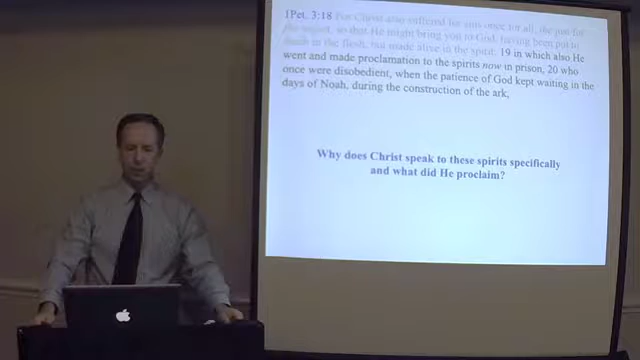 1Pet. 3:18 For Christ also suffered for sins once for all, the just for
the unjust, so that He might bring you to God, having been put to
death in the flesh, but made alive in the spirit; 19 in which also He
went and made proclamation to the spirits now in prison, 20 who
once were disobedient, when the patience of God kept waiting in the
days of Noah, during the construction of the ark,
Why does Christ speak to these spirits specifically
and what did He proclaim?